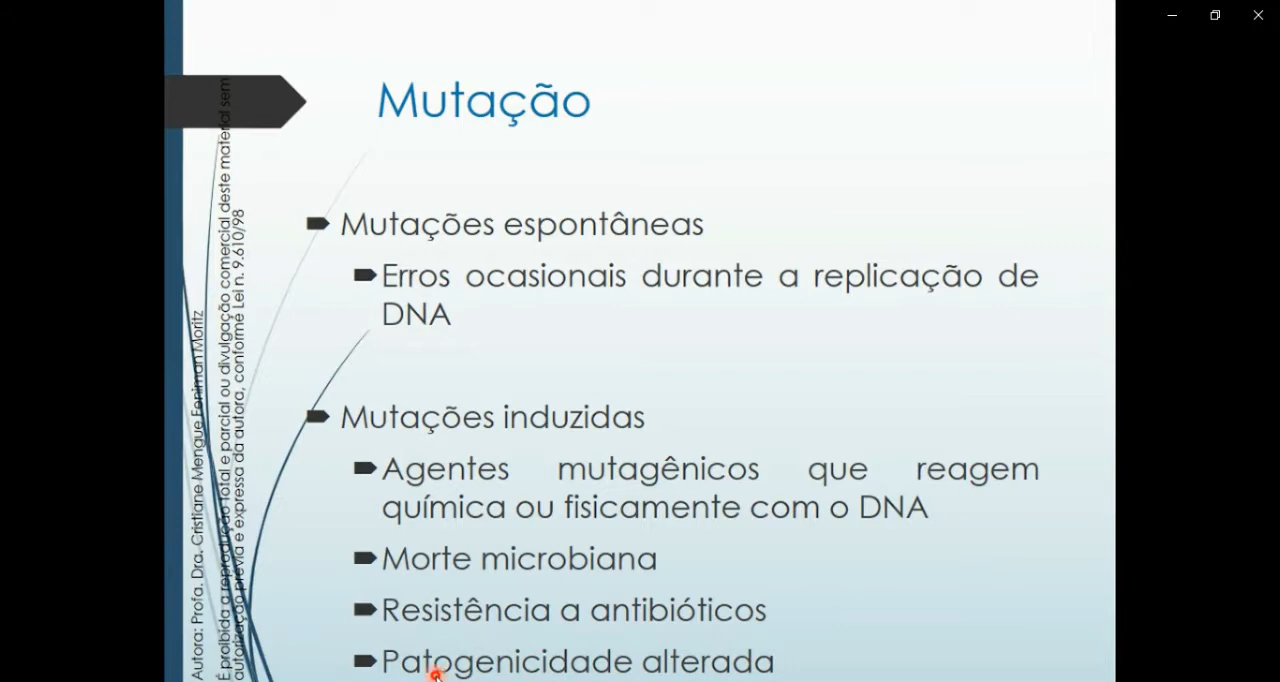 Mutação
Mutações espontâneas
Erros ocasionais durante a replicação de
DNA
Mutações induzidas
Agentes mutagênicos que reagem
química ou fisicamente com o DNA
Morte microbiana
Resistência a antibióticos
Patogenicidade alterada
Autora: Profa. Dra. Cristiane Mengue Feniman Moritz
É proibida a reprodução total e parcial ou divulgação comercial deste material sem
autorização prévia e expressa da autora, conforme Lei n. 9.610/98